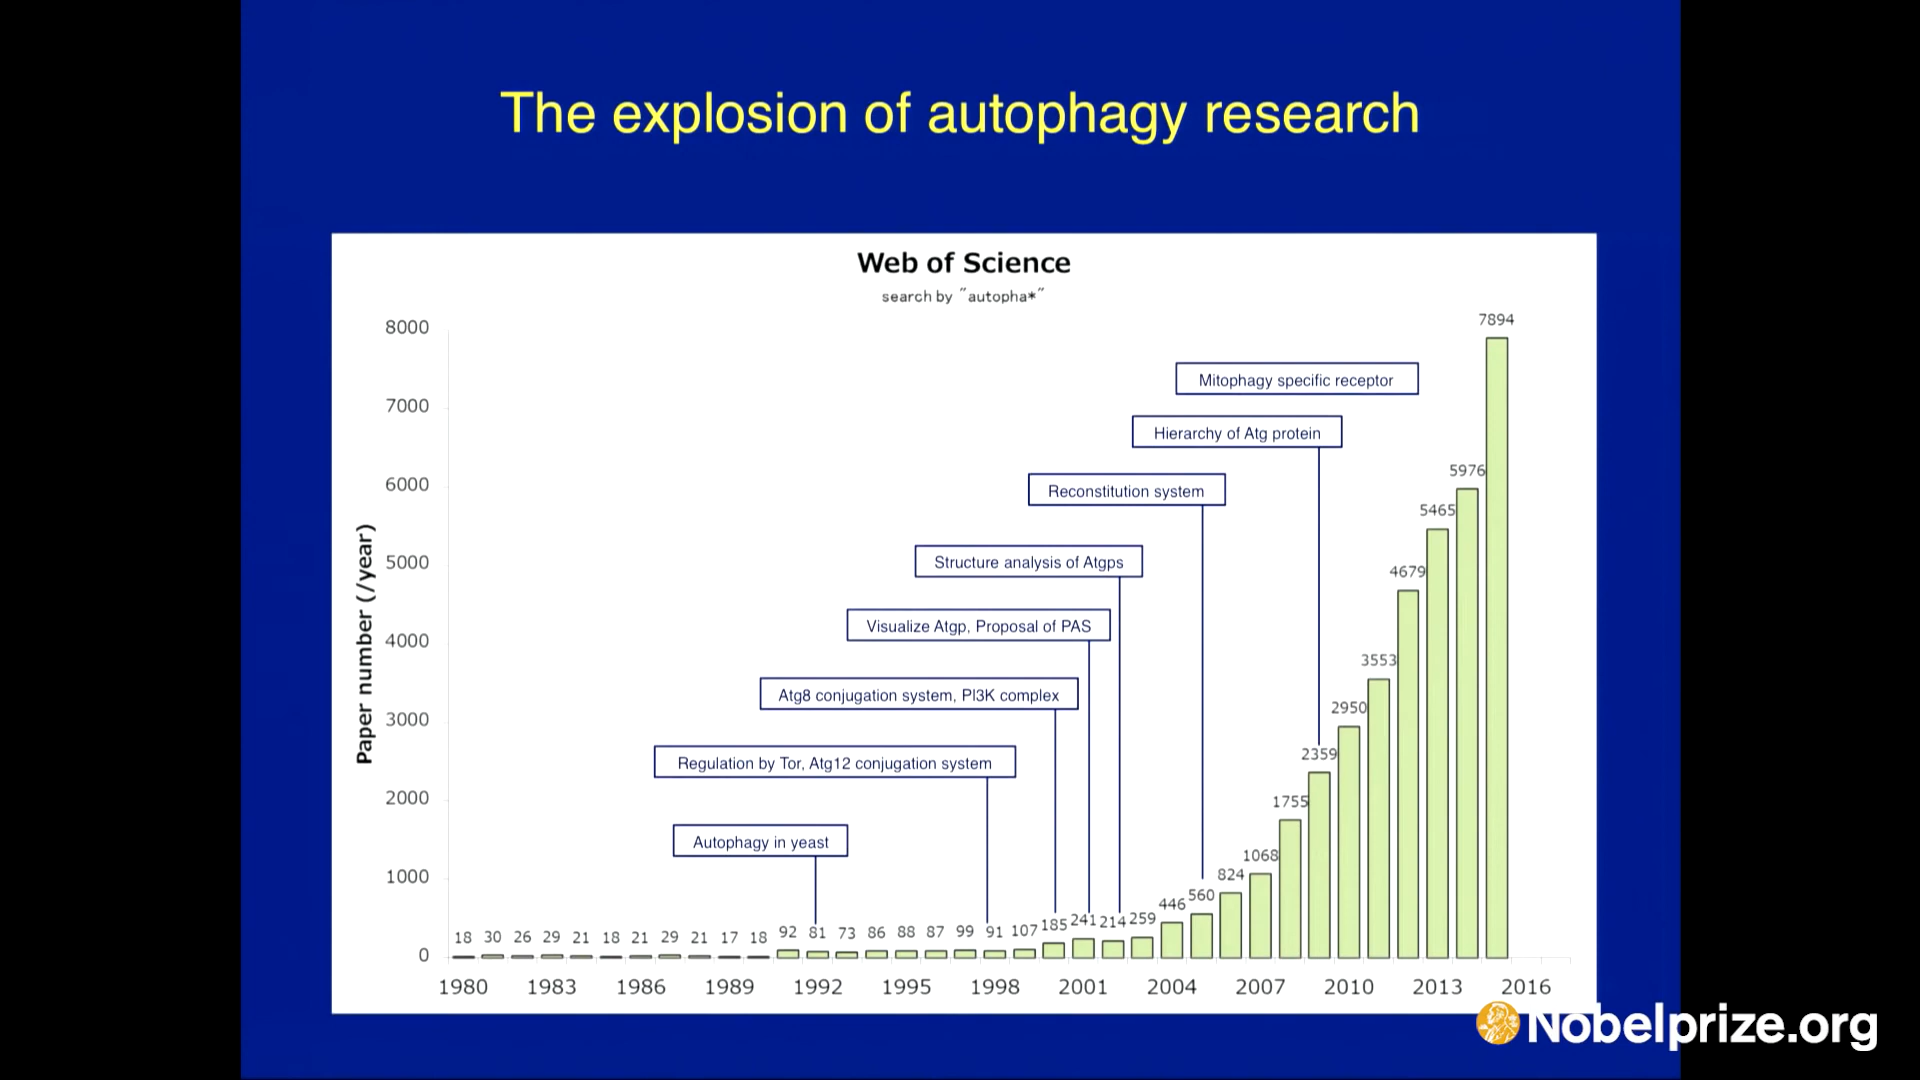 The explosion of autophagy research
Web of Science
search by ˝autopha*˝
Paper number (/year)
8000
7000
6000
5000
4000
3000
2000
1000
0
7894
Mitophagy specific receptor
Hierarchy of Atg protein
Reconstitution system
Structure analysis of Atgps
Visualize Atgp, Proposal of PAS
Atg8 conjugation system, PI3K complex
Regulation by Tor, Atg12 conjugation system
Autophagy in yeast
18 30 26 29 21 18 21 29 21 17 18 92 81 73 86 88 87 99 91 107 185 241 214 259 446 560 824 1068 1755 2359 2950 3553 4679 5465 5976
1980 1983 1986 1989 1992 1995 1998 2001 2004 2007 2010 2013 2016
Nobelprize.org